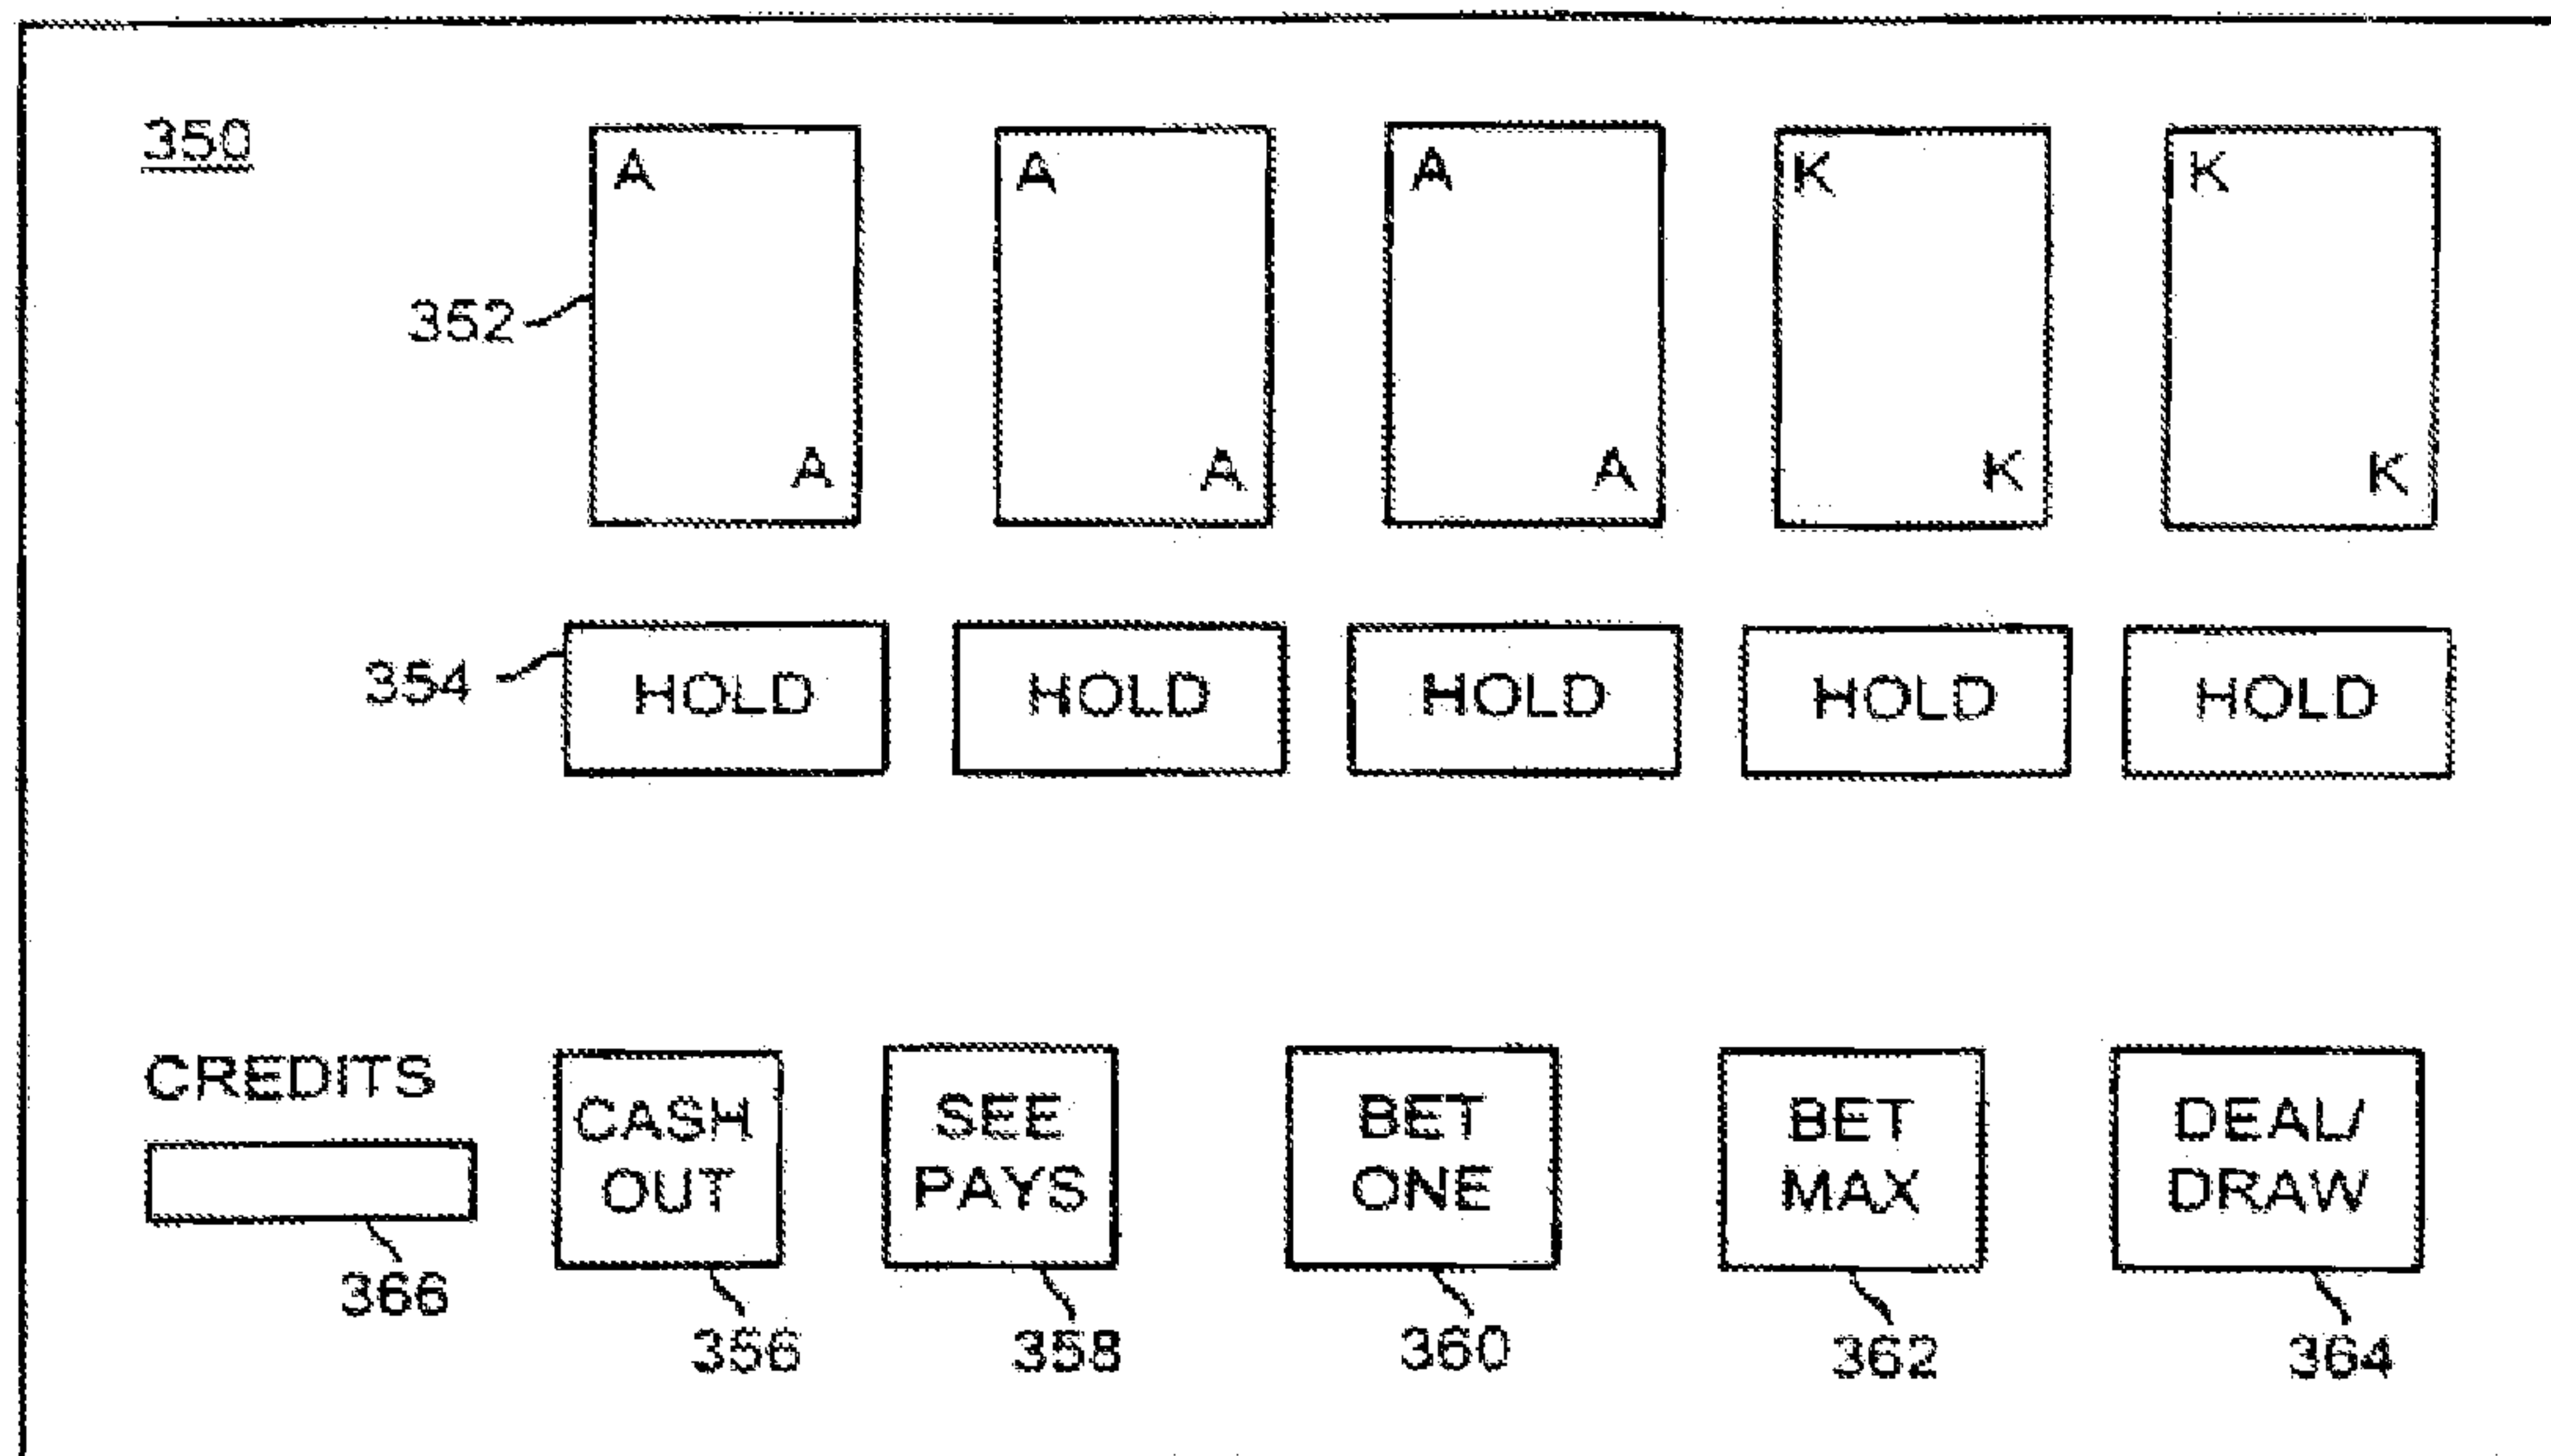 350
A A A K K
352
A A A K K
354 HOLD HOLD HOLD HOLD HOLD
CREDITS
CASH OUT
SEE PAYS
BET ONE
BET MAX
DEAL/ DRAW
366
356 358 360 362 364